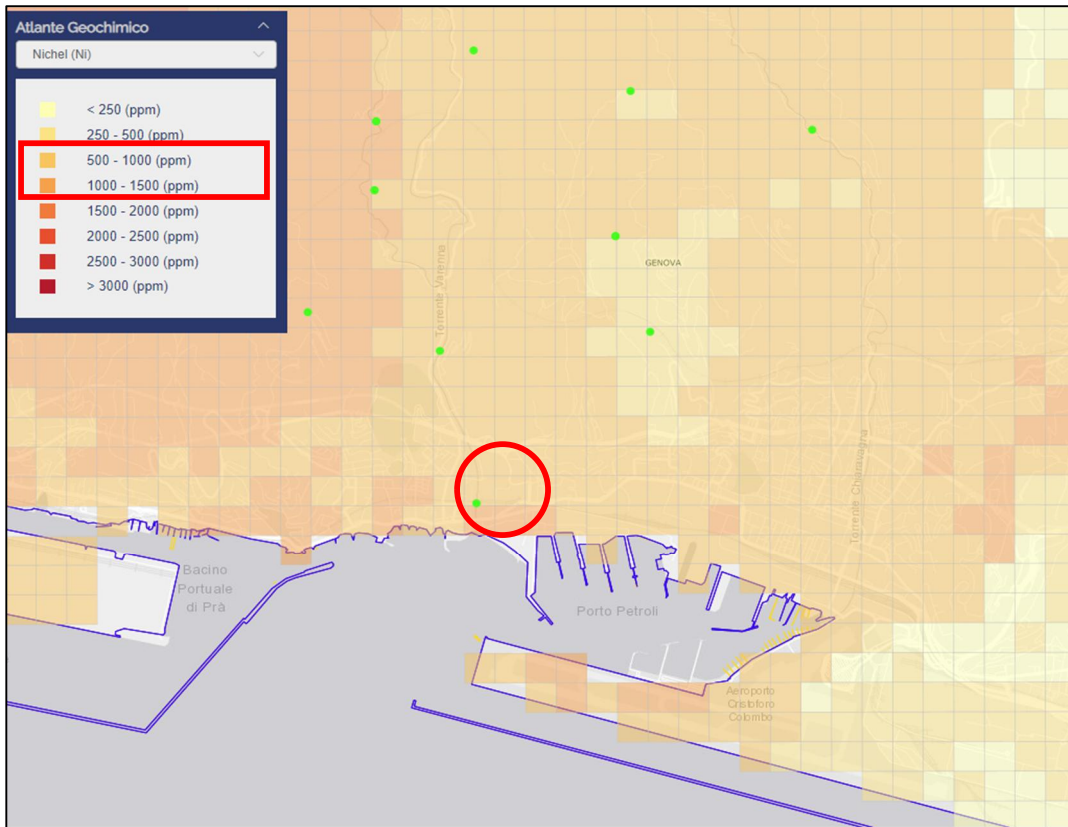 Atlante Geochimico
Nichel (Ni)
< 250 (ppm)
250 - 500 (ppm)
500 - 1000 (ppm)
1000 - 1500 (ppm)
1500 - 2000 (ppm)
2000 - 2500 (ppm)
2500 - 3000 (ppm)
> 3000 (ppm)
Torrente Varenna
GENOVA
Torrente Chiaravagna
Bacino
Portuale
di Prà
Porto Petroli
Aeroporto
Cristoforo
Colombo